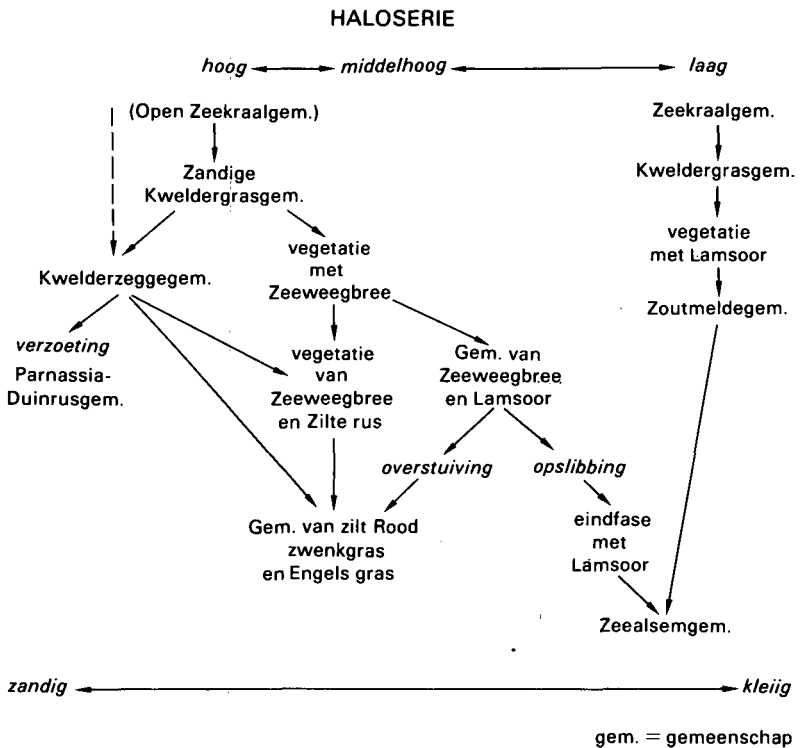 HALOSERIE
hoog middelhoog laag
(Open Zeekraalgem.)
Zandige
Kweldergrasgem.
Kwelderzeggegem.
verzoeting
Parnassia-
Duinrusgem.
vegetatie
met
Zeeweegbree
vegetatie
van
Zeeweegbree
en Zilte rus
Gem. van
Zeeweegbree
en Lamsoor
overstuiving
opslibbing
Gem. van zilt Rood
zwenkgras
en Engels gras
eindfase
met
Lamsoor
Zeekraalgem.
Kweldergrasgem.
vegetatie
met Lamsoor
Zoutmeldegem.
Zeealsemgem.
zandig kleiig
gem. = gemeenschap